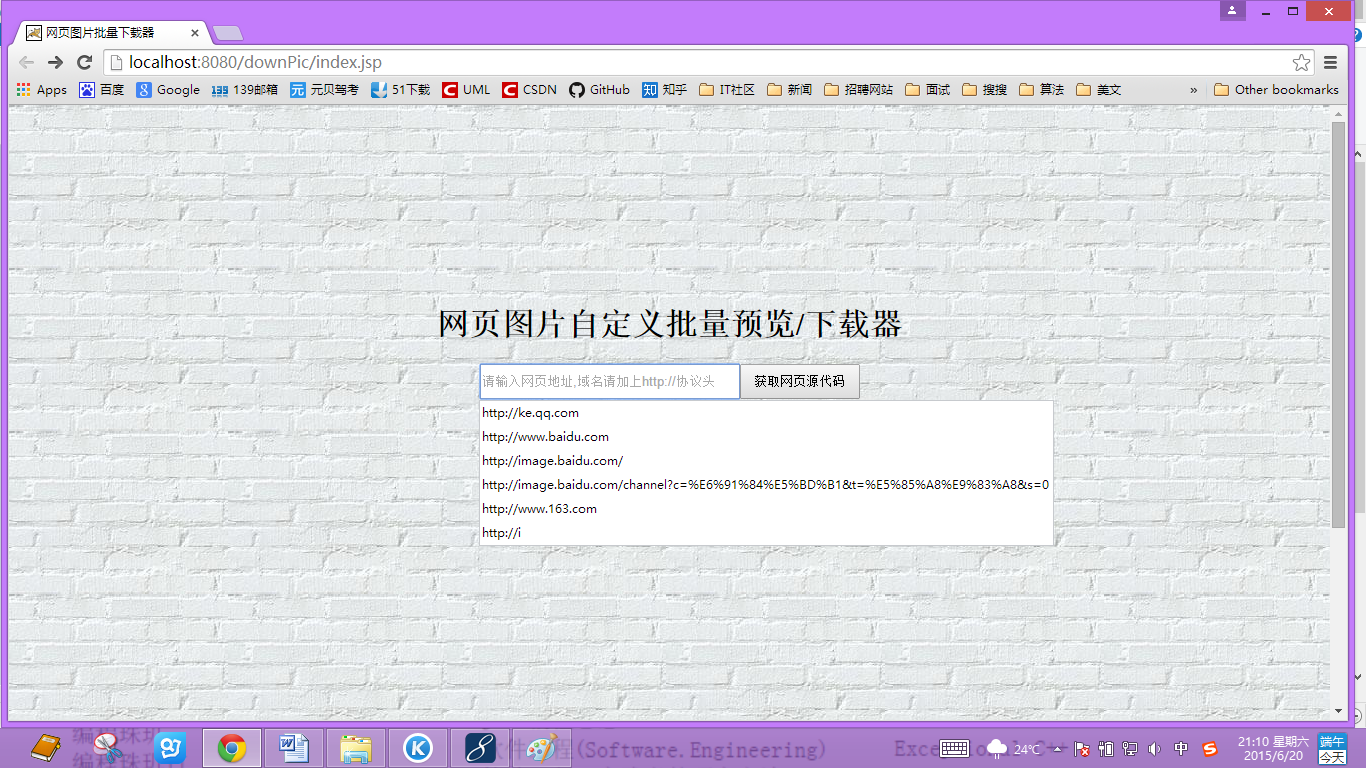 网页图片批量下载器
localhost:8080/downPic/index.jsp
Apps 百度 Google 139邮箱 元贝驾考 51下载 UML CSDN GitHub 知乎 IT社区 新闻 招聘网站 面试 搜搜 算法 美文 » Other bookmarks
网页图片自定义批量预览/下载器
请输入网页地址,域名请加上http://协议头 获取网页源代码
http://ke.qq.com
http://www.baidu.com
http://image.baidu.com/
http://image.baidu.com/channel?c=%E6%91%84%E5%BD%B1&t=%E5%85%A8%E9%83%A8&s=0
http://www.163.com
http://i
(Software.Engineering)
24℃ 中 21:10 星期六 端午
2015/6/20 今天